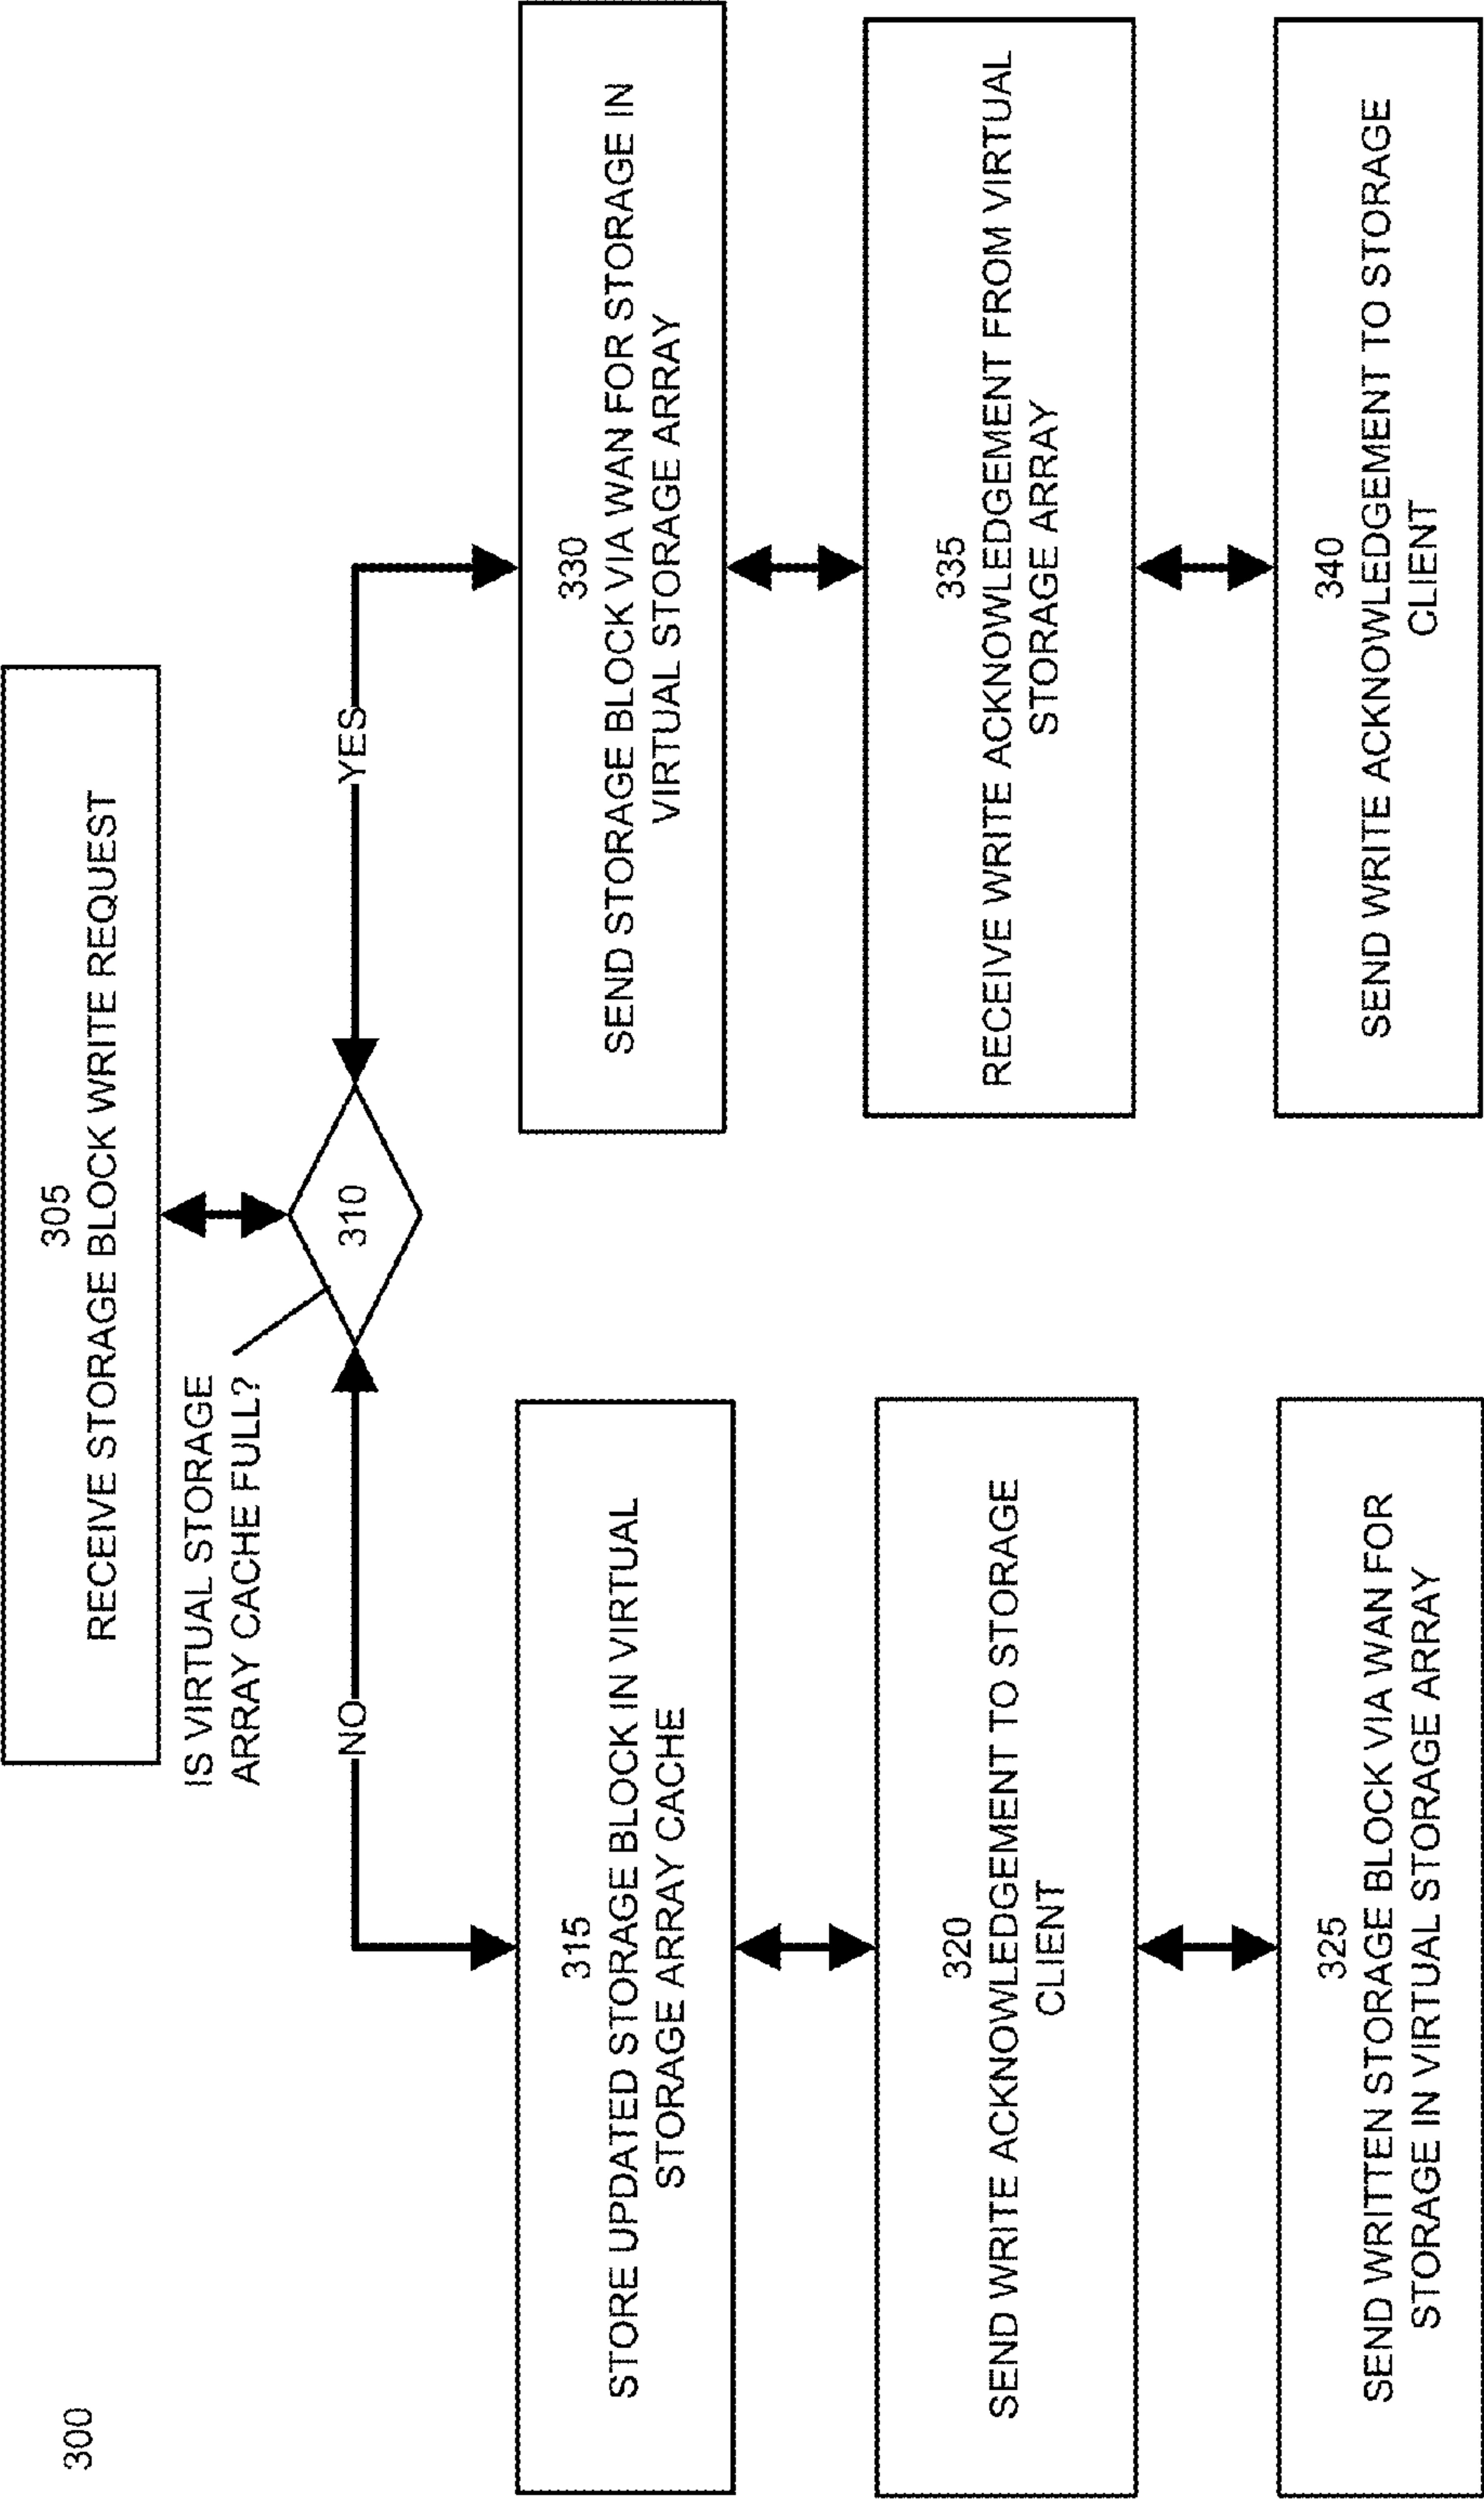 300
305
RECEIVE STORAGE BLOCK WRITE REQUEST
IS VIRTUAL STORAGE
ARRAY CACHE FULL?
310
NO
YES
315
STORE UPDATED STORAGE BLOCK IN VIRTUAL
STORAGE ARRAY CACHE
320
SEND WRITE ACKNOWLEDGEMENT TO STORAGE
CLIENT
325
SEND WRITTEN STORAGE BLOCK VIA WAN FOR
STORAGE IN VIRTUAL STORAGE ARRAY
330
SEND STORAGE BLOCK VIA WAN FOR STORAGE IN
VIRTUAL STORAGE ARRAY
335
RECEIVE WRITE ACKNOWLEDGEMENT FROM VIRTUAL
STORAGE ARRAY
340
SEND WRITE ACKNOWLEDGEMENT TO STORAGE
CLIENT